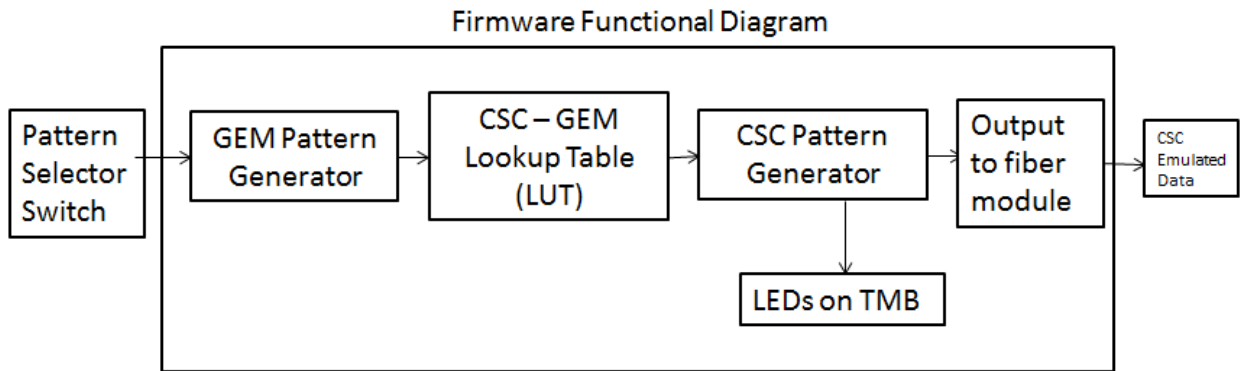 Firmware Functional Diagram
Pattern
Selector
Switch
GEM Pattern
Generator
CSC – GEM
Lookup Table
(LUT)
CSC Pattern
Generator
Output
to fiber
module
CSC
Emulated
Data
LEDs on TMB